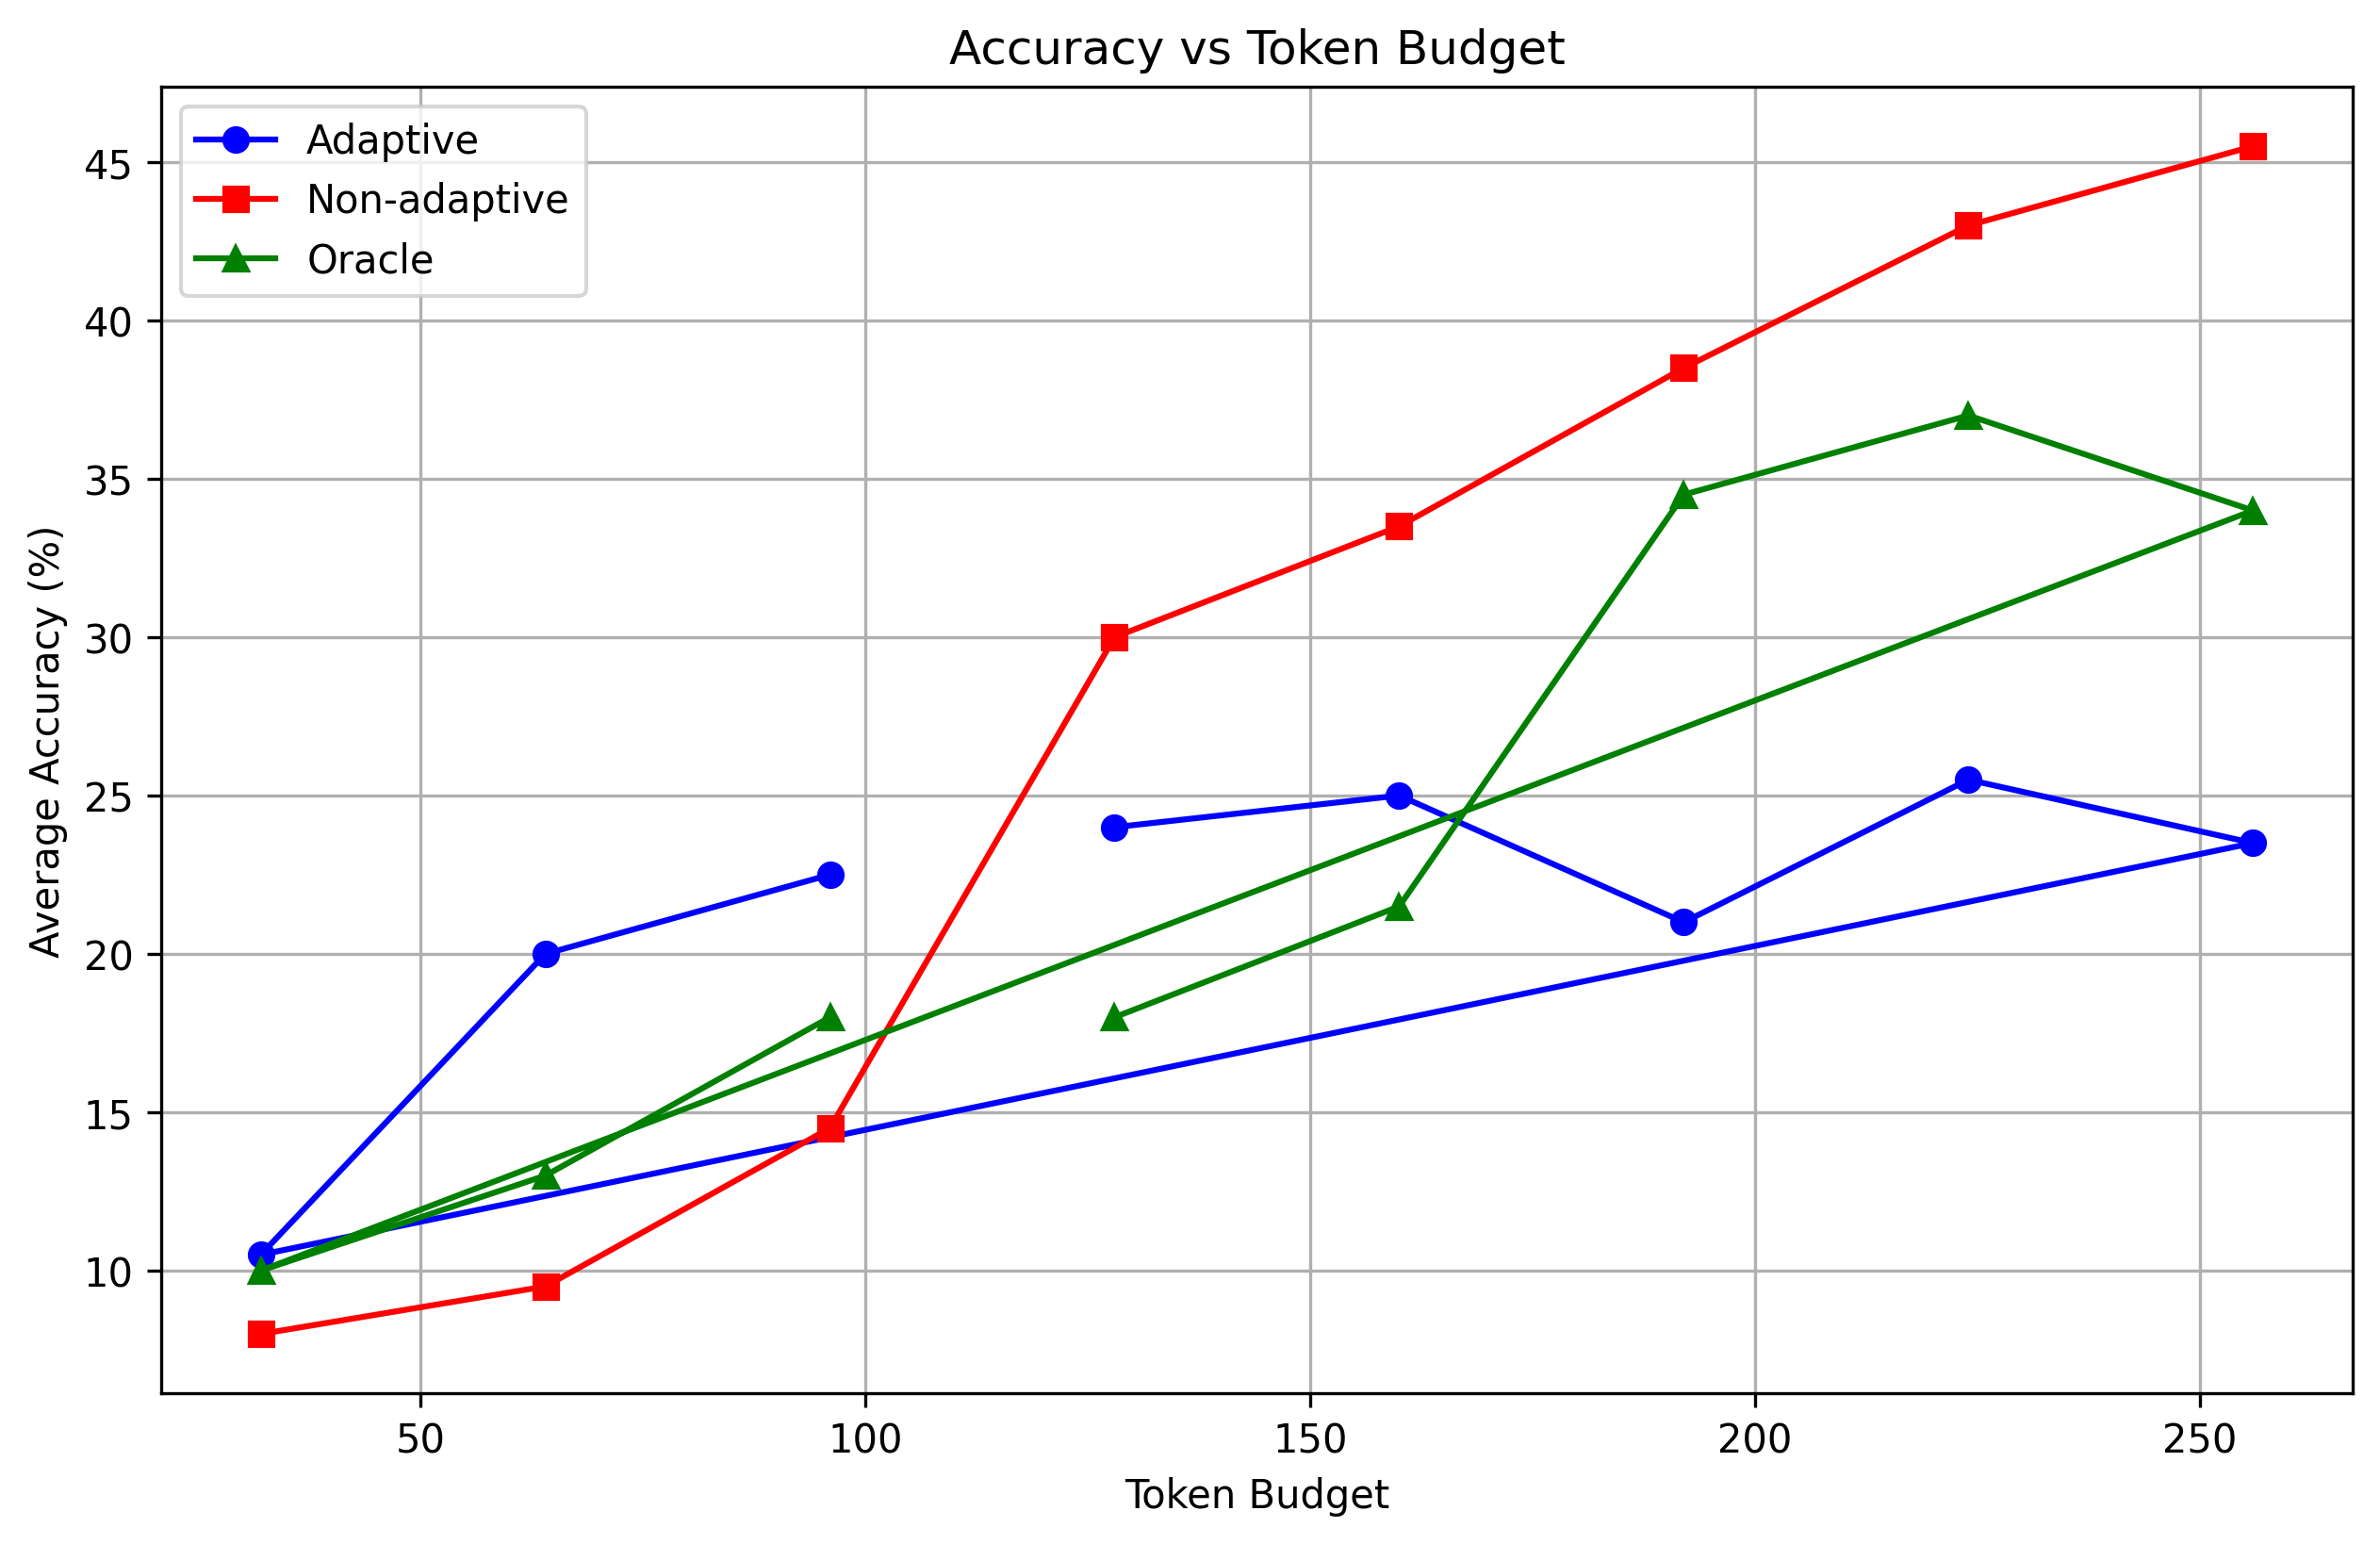 Accuracy vs Token Budget
Adaptive
Non-adaptive
Oracle
Average Accuracy (%)
45
40
35
30
25
20
15
10
50 100 150 200 250
Token Budget